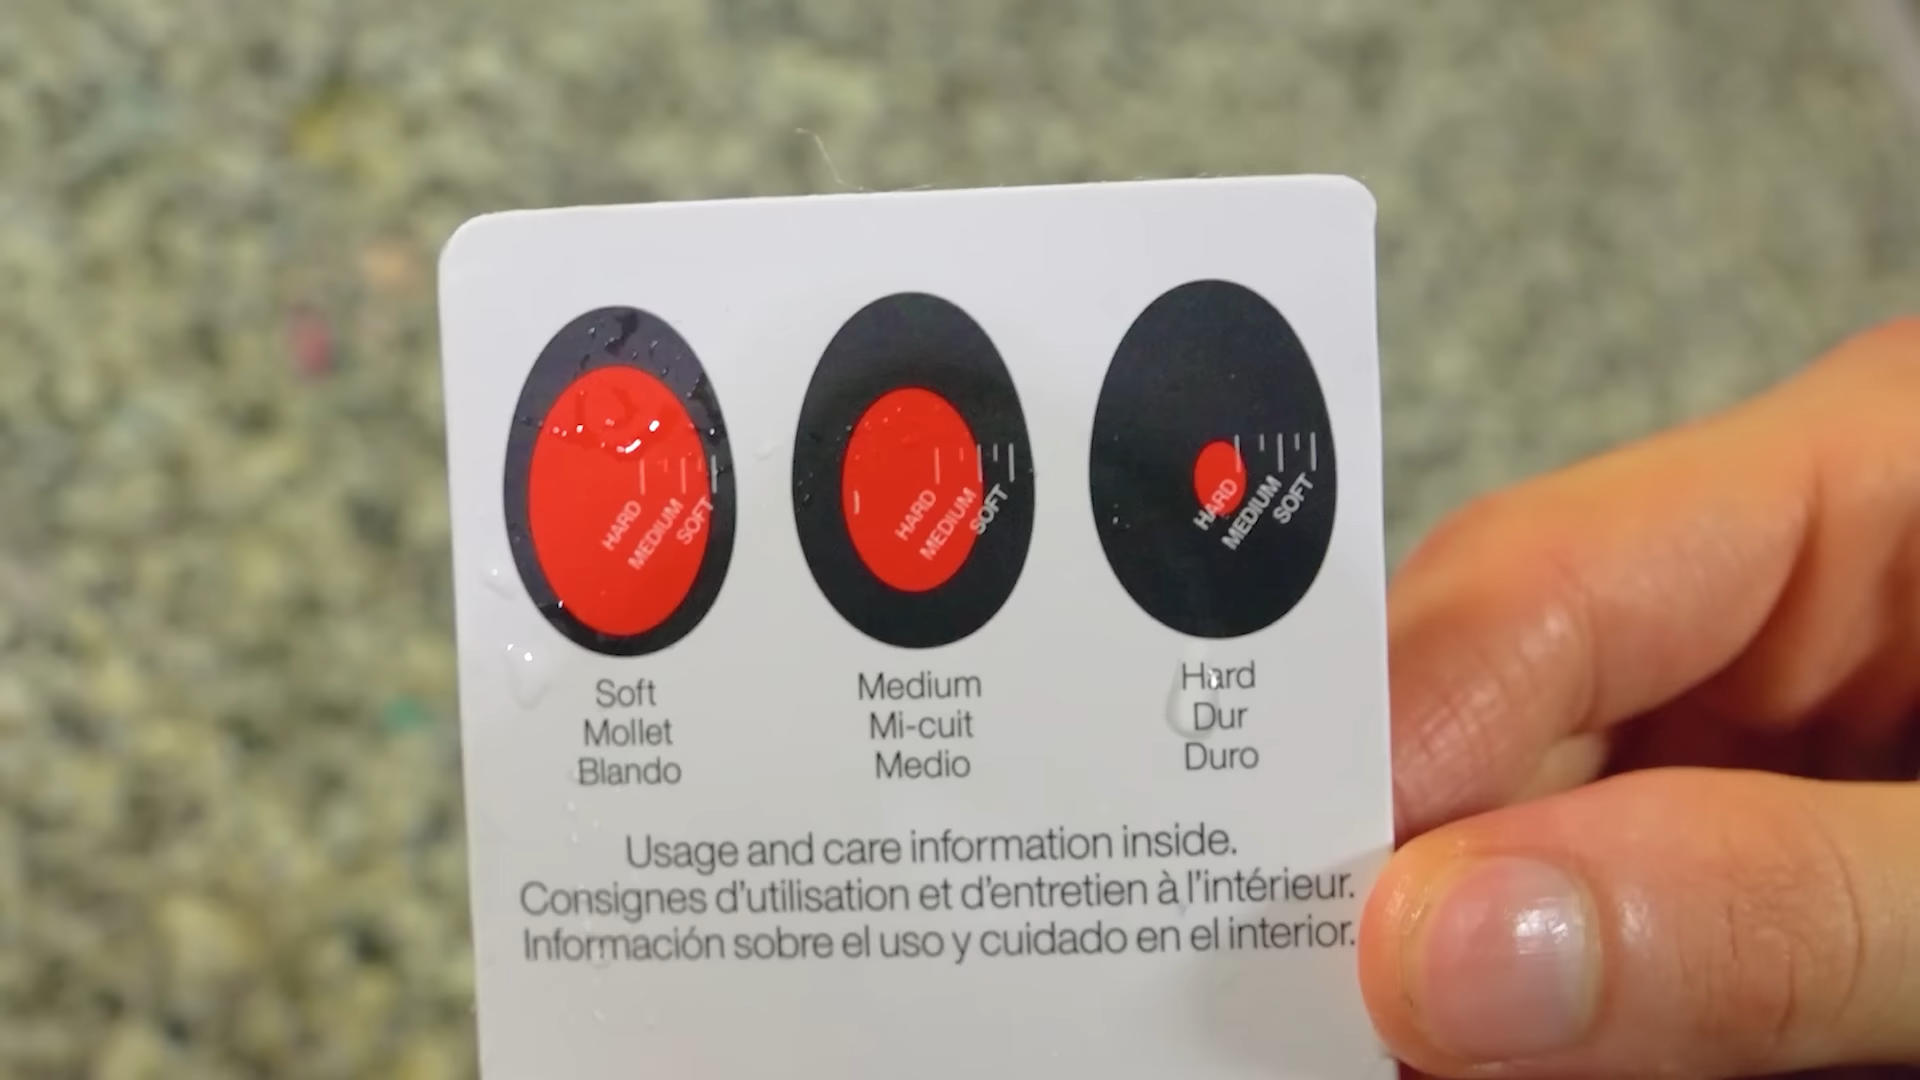 HARD
MEDIUM
SOFT
HARD
MEDIUM
SOFT
HARD
MEDIUM
SOFT
Soft
Mollet
Blando
Medium
Mi-cuit
Medio
Hard
Dur
Duro
Usage and care information inside.
Consignes d'utilisation et d'entretien à l'intérieur.
Información sobre el uso y cuidado en el interior.